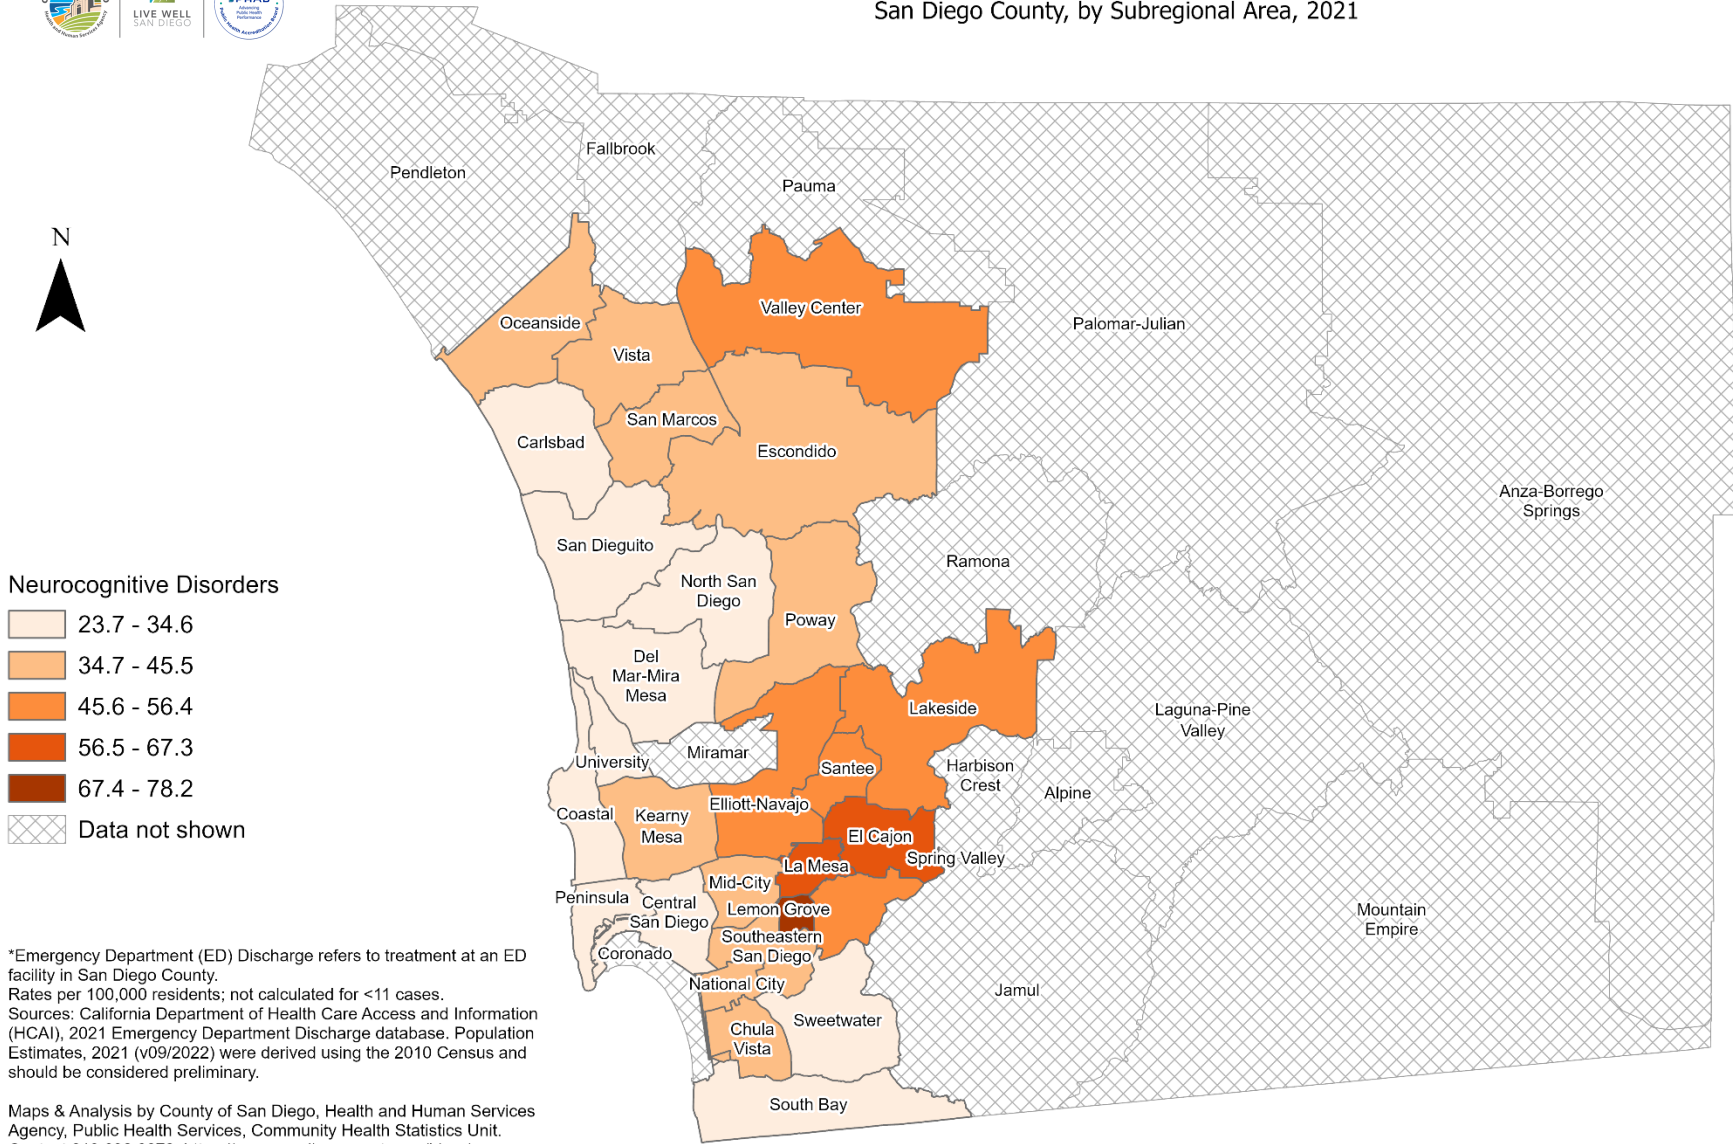 LIVE WELL
SAN DIEGO
Advancing
Public Health
Performance
San Diego County, by Subregional Area, 2021
Fallbrook
Pendleton
Pauma
N
Valley Center
Oceanside
Palomar-Julian
Vista
San Marcos
Carlsbad
Escondido
Anza-Borrego
Springs
San Dieguito
Ramona
North San
Diego
Poway
Del
Mar-Mira
Mesa
Lakeside
Laguna-Pine
Valley
Miramar
University
Santee
Harbison
Crest
Alpine
Elliott-Navajo
Coastal
Kearny
Mesa
El Cajon
Spring Valley
La Mesa
Mid-City
Peninsula
Central
San Diego
Lemon Grove
Mountain
Empire
Southeastern
San Diego
Coronado
National City
Jamul
Sweetwater
Chula
Vista
South Bay
Neurocognitive Disorders
23.7 - 34.6
34.7 - 45.5
45.6 - 56.4
56.5 - 67.3
67.4 - 78.2
Data not shown
*Emergency Department (ED) Discharge refers to treatment at an ED
facility in San Diego County.
Rates per 100,000 residents; not calculated for <11 cases.
Sources: California Department of Health Care Access and Information
(HCAI), 2021 Emergency Department Discharge database. Population
Estimates, 2021 (v09/2022) were derived using the 2010 Census and
should be considered preliminary.
Maps & Analysis by County of San Diego, Health and Human Services
Agency, Public Health Services, Community Health Statistics Unit.